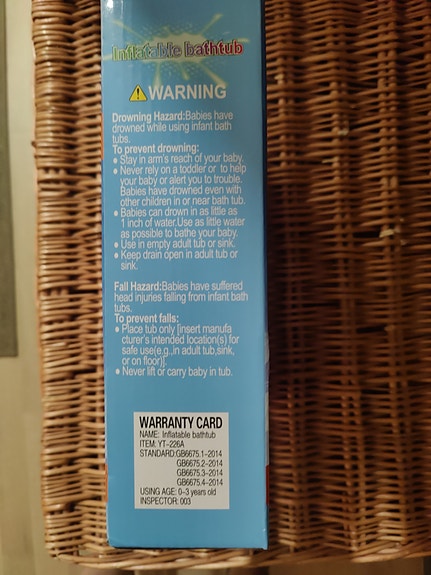 Inflatable bathtub
WARNING
Drowning Hazard:Babies have
drowned while using infant bath
tubs.
To prevent drowning:
• Stay in arm's reach of your baby.
• Never rely on a toddler or to help
your baby or alert you to trouble.
Babies have drowned even with
other children in or near bath tub.
• Babies can drown in as little as
1 inch of water.Use as little water
as possible to bathe your baby.
• Use in empty adult tub or sink.
• Keep drain open in adult tub or
sink.
Fall Hazard:Babies have suffered
head injuries falling from infant bath
tubs.
To prevent falls:
• Place tub only [insert manufa
cturer's intended location(s) for
safe use(e.g.,in adult tub,sink,
or on floor)].
• Never lift or carry baby in tub.
WARRANTY CARD
NAME: Inflatable bathtub
ITEM: YT-226A
STANDARD:GB6675.1-2014
GB6675.2-2014
GB6675.3-2014
GB6675.4-2014
USING AGE: 0-3 years old
INSPECTOR: 003